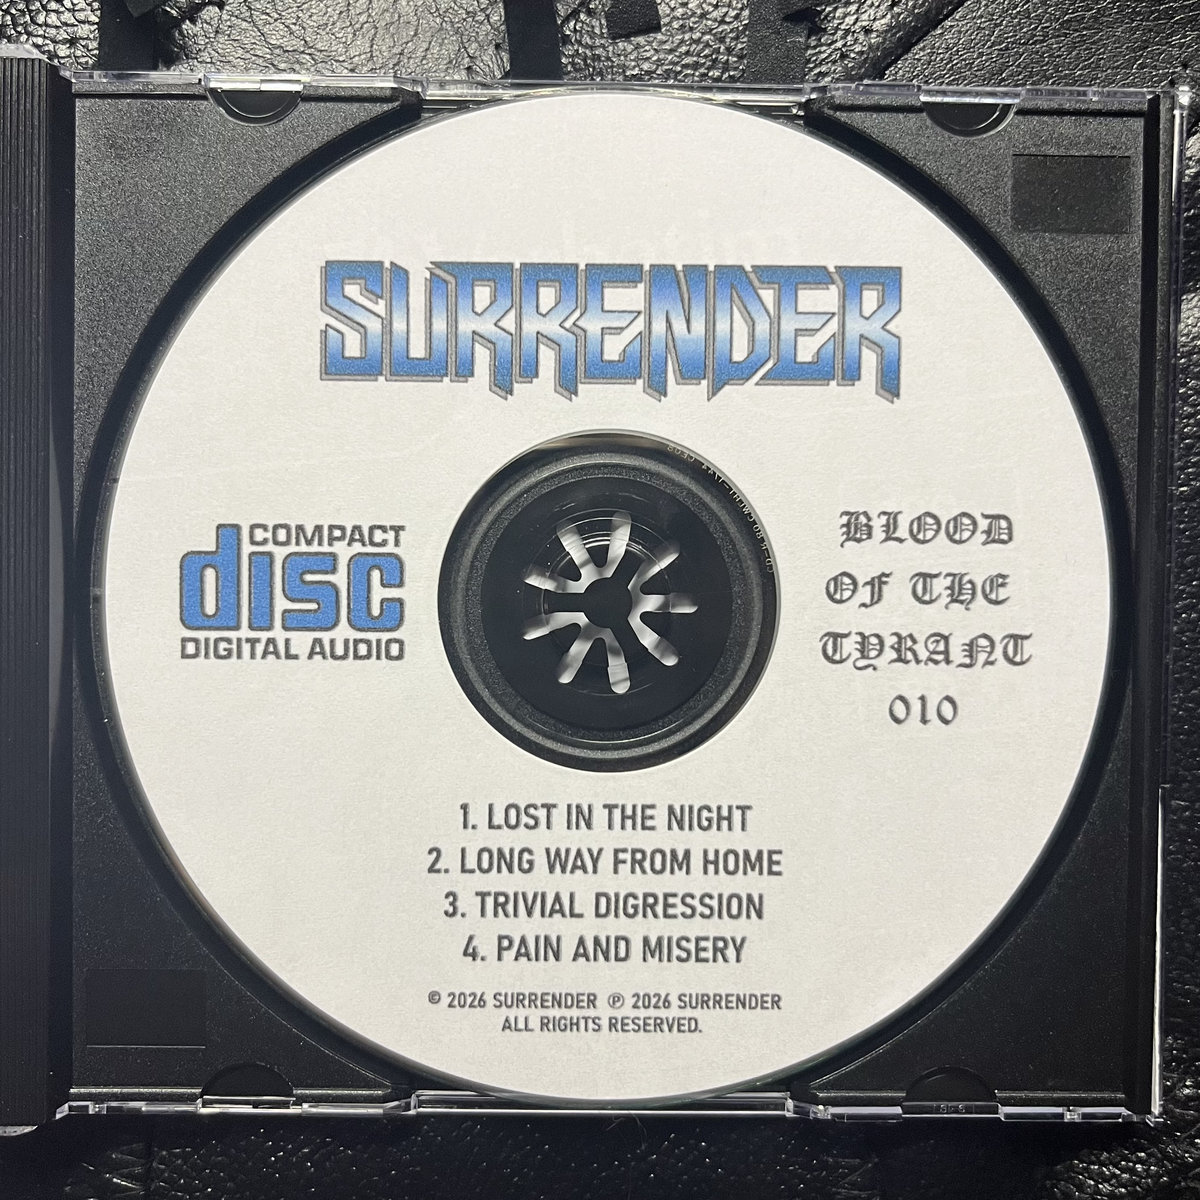 SURRENDER
COMPACT
disc
DIGITAL AUDIO
BLOOD
OF THE
TYRANT
010
1. LOST IN THE NIGHT
2. LONG WAY FROM HOME
3. TRIVIAL DIGRESSION
4. PAIN AND MISERY
© 2026 SURRENDER ℗ 2026 SURRENDER
ALL RIGHTS RESERVED.